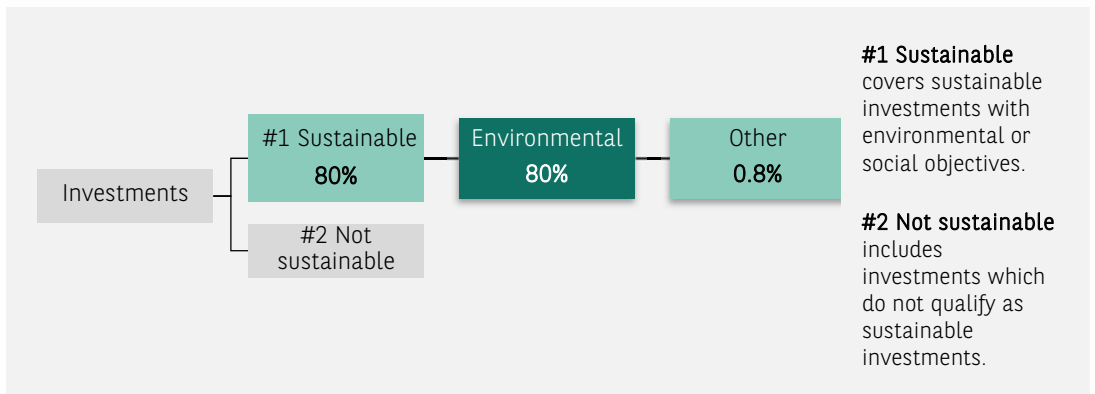 Investments
#1 Sustainable
80%
#2 Not
sustainable
Environmental
80%
Other
0.8%
#1 Sustainable
covers sustainable
investments with
environmental or
social objectives.
#2 Not sustainable
includes
investments which
do not qualify as
sustainable
investments.